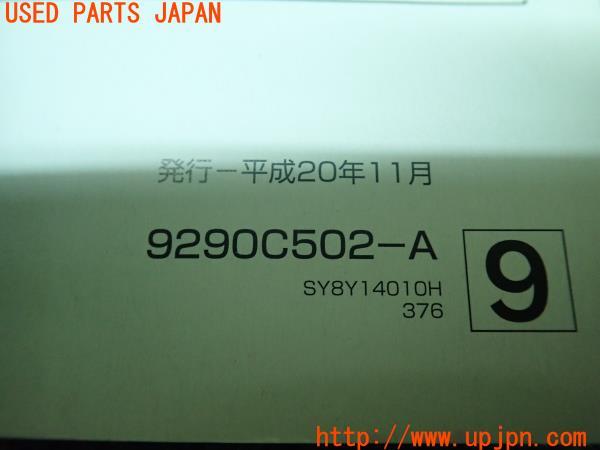 USED PARTS JAPAN
発行－平成20年11月
9290C502－A
9
SY8Y14010H
376
http://www.upjpn.com/